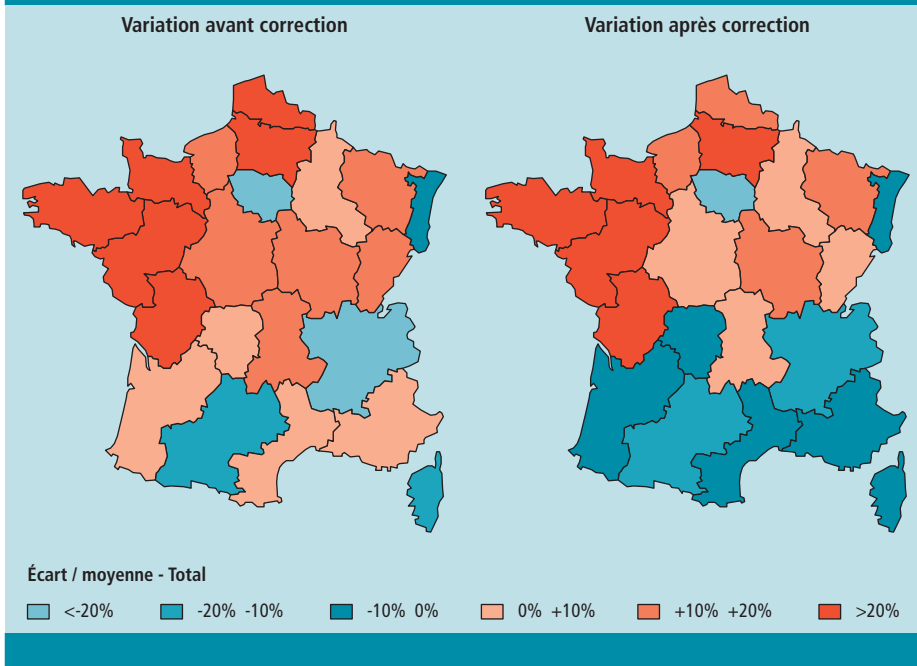 Variation avant correction
Variation après correction
Écart / moyenne - Total
<-20% -20% -10% -10% 0% 0% +10% +10% +20% >20%